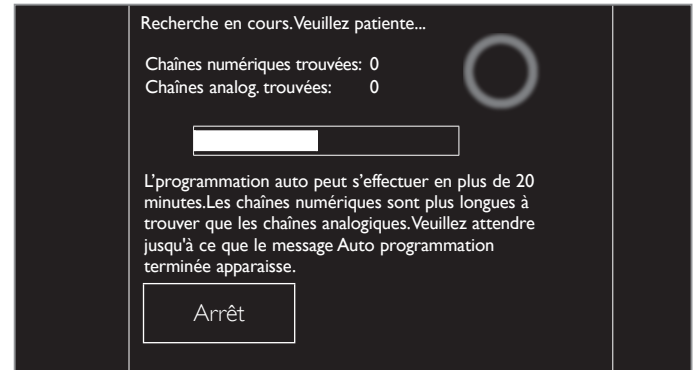 Recherche en cours.Veuillez patiente...
Chaînes numériques trouvées: 0
Chaînes analog. trouvées: 0
L'programmation auto peut s'effectuer en plus de 20
minutes.Les chaînes numériques sont plus longues à
trouver que les chaînes analogiques.Veuillez attendre
jusqu'à ce que le message Auto programmation
terminée apparaisse.
Arrêt